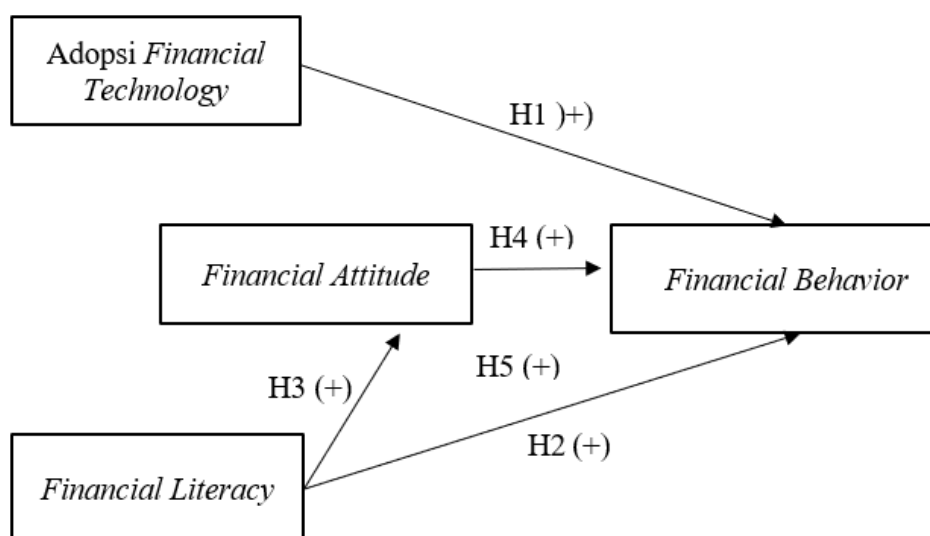 Adopsi Financial
Technology
H1 )+)
H4 (+)
Financial Attitude
Financial Behavior
H3 (+)
H5 (+)
H2 (+)
Financial Literacy